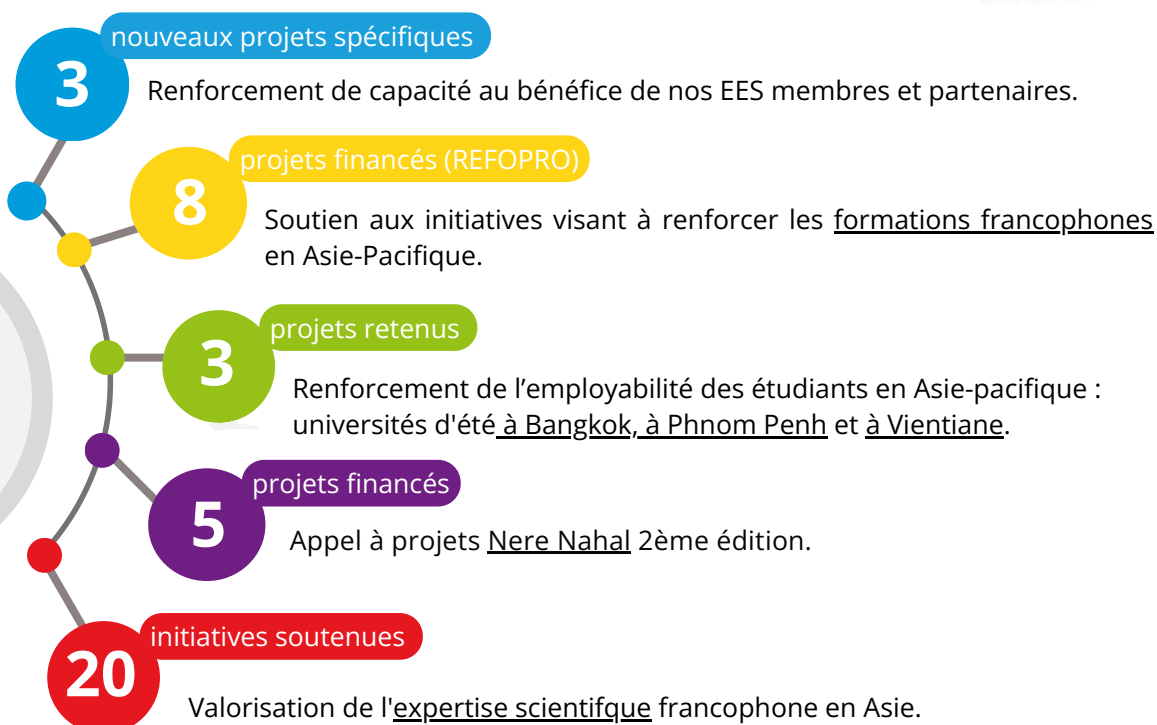 nouveaux projets spécifiques
3
Renforcement de capacité au bénéfice de nos EES membres et partenaires.
projets financés (REFOPRO)
8
Soutien aux initiatives visant à renforcer les formations francophones
en Asie-Pacifique.
projets retenus
3
Renforcement de l’employabilité des étudiants en Asie-pacifique :
universités d'été à Bangkok, à Phnom Penh et à Vientiane.
projets financés
5
Appel à projets Nere Nahal 2ème édition.
initiatives soutenues
20
Valorisation de l'expertise scientifque francophone en Asie.